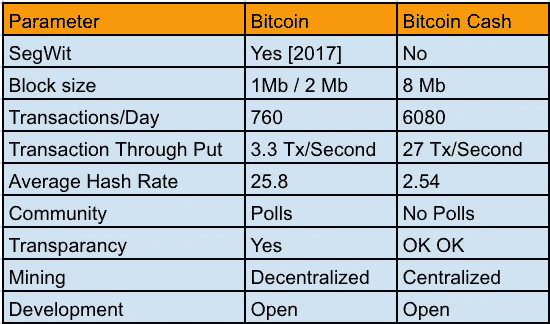 Parameter Bitcoin Bitcoin Cash
SegWit Yes [2017] No
Block size 1Mb / 2 Mb 8 Mb
Transactions/Day 760 6080
Transaction Through Put 3.3 Tx/Second 27 Tx/Second
Average Hash Rate 25.8 2.54
Community Polls No Polls
Transparancy Yes OK OK
Mining Decentralized Centralized
Development Open Open